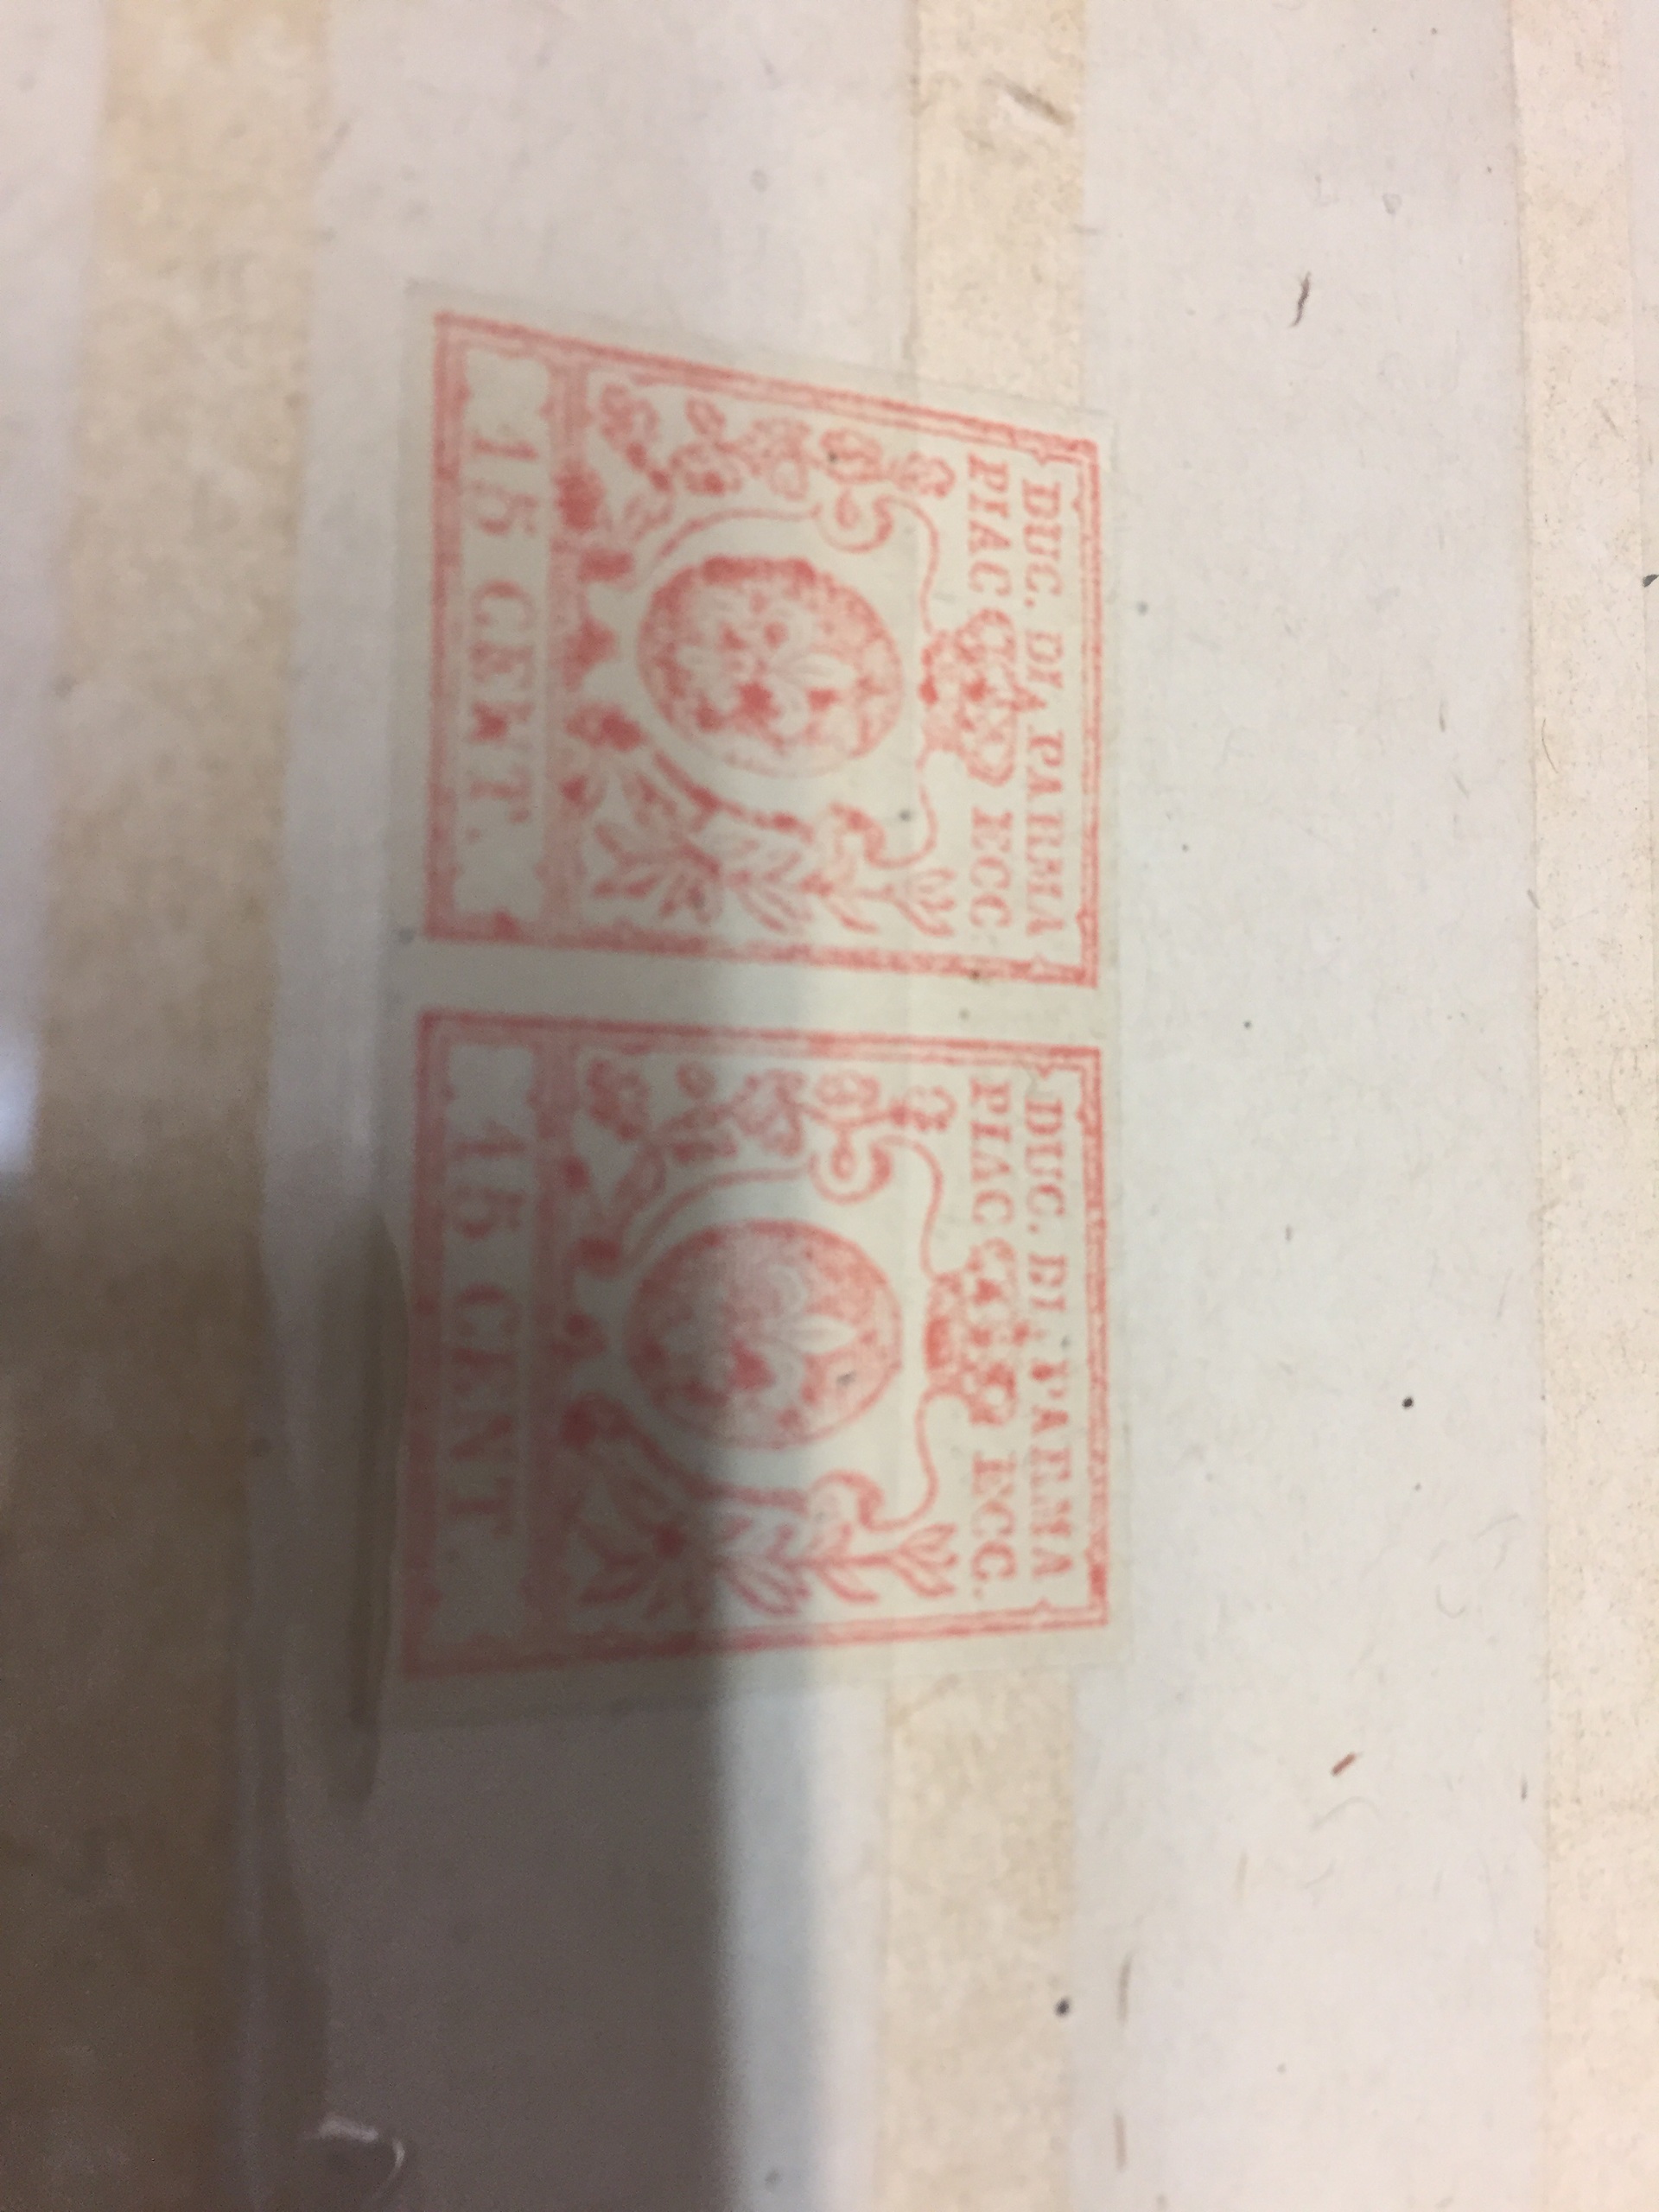 DUC. DI PARMA
PIAC ECC.
15 CENT.
DUC. DI PARMA
PIAC ECC.
15 CENT.